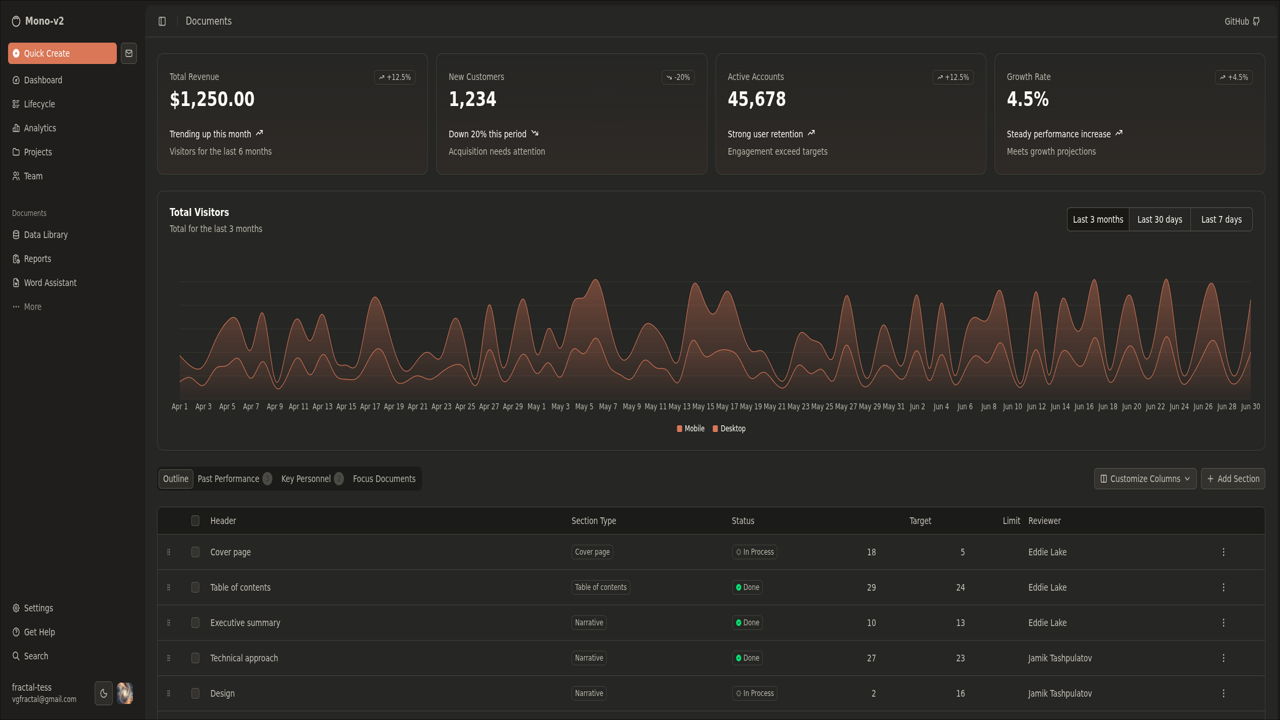 Mono-v2
Quick Create
Dashboard
Lifecycle
Analytics
Projects
Team
Documents
Data Library
Reports
Word Assistant
More
Settings
Get Help
Search
fractal-tess
vgfractal@gmail.com
Documents
GitHub
Total Revenue +12.5%
$1,250.00
Trending up this month
Visitors for the last 6 months
New Customers -20%
1,234
Down 20% this period
Acquisition needs attention
Active Accounts +12.5%
45,678
Strong user retention
Engagement exceed targets
Growth Rate +4.5%
4.5%
Steady performance increase
Meets growth projections
Total Visitors
Total for the last 3 months
Last 3 months Last 30 days Last 7 days
Apr 1 Apr 3 Apr 5 Apr 7 Apr 9 Apr 11 Apr 13 Apr 15 Apr 17 Apr 19 Apr 21 Apr 23 Apr 25 Apr 27 Apr 29 May 1 May 3 May 5 May 7 May 9 May 11 May 13 May 15 May 17 May 19 May 21 May 23 May 25 May 27 May 29 May 31 Jun 2 Jun 4 Jun 6 Jun 8 Jun 10 Jun 12 Jun 14 Jun 16 Jun 18 Jun 20 Jun 22 Jun 24 Jun 26 Jun 28 Jun 30
Mobile Desktop
Outline Past Performance Key Personnel Focus Documents
Customize Columns Add Section
Header Section Type Status Target Limit Reviewer
Cover page Cover page In Process 18 5 Eddie Lake
Table of contents Table of contents Done 29 24 Eddie Lake
Executive summary Narrative Done 10 13 Eddie Lake
Technical approach Narrative Done 27 23 Jamik Tashpulatov
Design Narrative In Process 2 16 Jamik Tashpulatov